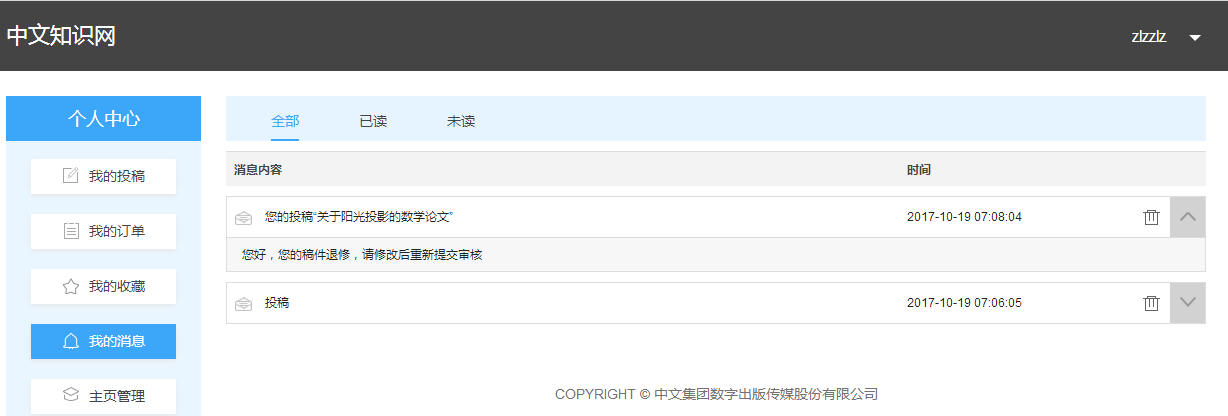 中文知识网
zlzzlz
个人中心
我的投稿
我的订单
我的收藏
我的消息
主页管理
全部 已读 未读
消息内容 时间
您的投稿“关于阳光投影的数学论文” 2017-10-19 07:08:04
您好，您的稿件退修，请修改后重新提交审核
投稿 2017-10-19 07:06:05
COPYRIGHT © 中文集团数字出版传媒股份有限公司